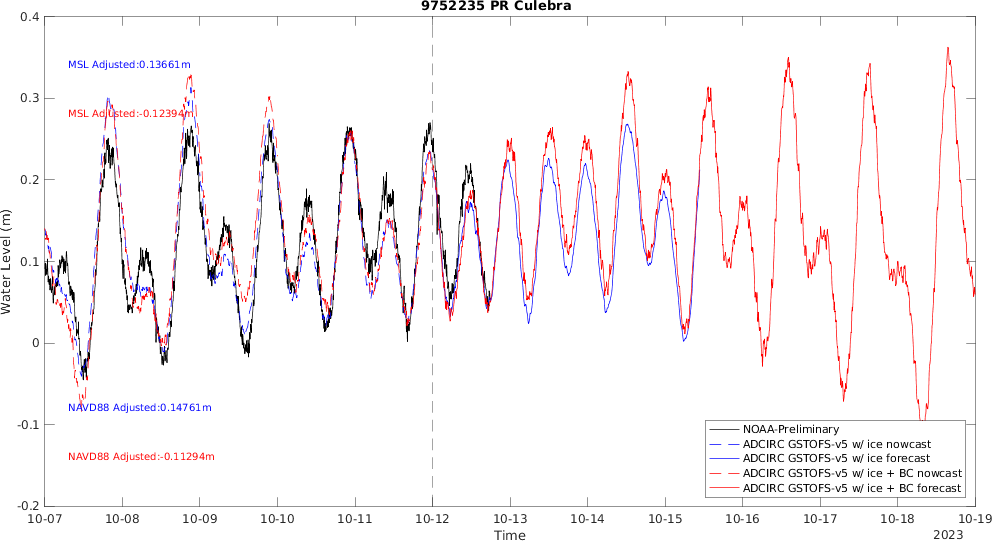 9752235 PR Culebra
0.4
0.3
0.2
0.1
0
-0.1
-0.2
Water Level (m)
MSL Adjusted:0.13661m
MSL Adjusted:-0.12394m
NAVD88 Adjusted:0.14761m
NAVD88 Adjusted:-0.11294m
NOAA-Preliminary
ADCIRC GSTOFS-v5 w/ ice nowcast
ADCIRC GSTOFS-v5 w/ ice forecast
ADCIRC GSTOFS-v5 w/ ice + BC nowcast
ADCIRC GSTOFS-v5 w/ ice + BC forecast
10-07 10-08 10-09 10-10 10-11 10-12 10-13 10-14 10-15 10-16 10-17 10-18 10-19
Time
2023